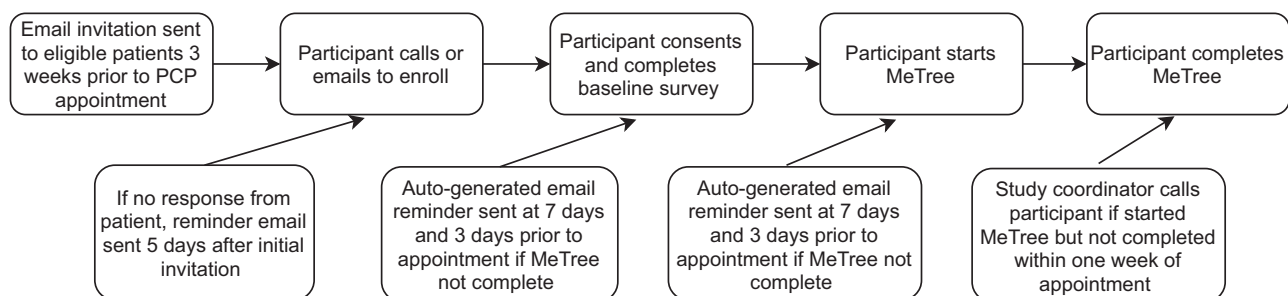 Email invitation sent
to eligible patients 3
weeks prior to PCP
appointment
Participant calls or
emails to enroll
Participant consents
and completes
baseline survey
Participant starts
MeTree
Participant completes
MeTree
If no response from
patient, reminder email
sent 5 days after initial
invitation
Auto-generated email
reminder sent at 7 days
and 3 days prior to
appointment if MeTree
not complete
Auto-generated email
reminder sent at 7 days
and 3 days prior to
appointment if MeTree not
complete
Study coordinator calls
participant if started
MeTree but not completed
within one week of
appointment